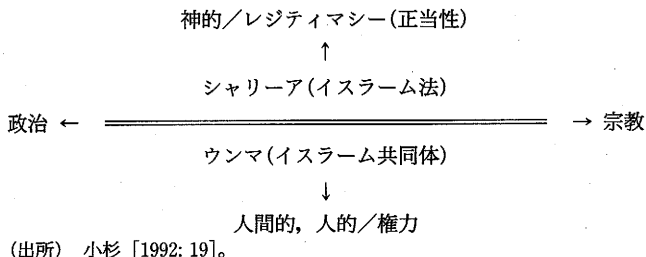 神的／レジティマシー(正当性)
↑
シャリーア(イスラーム法)
政治 ← → 宗教
ウンマ(イスラーム共同体)
↓
人間的，人的／権力
(出所) 小杉［1992: 19］。